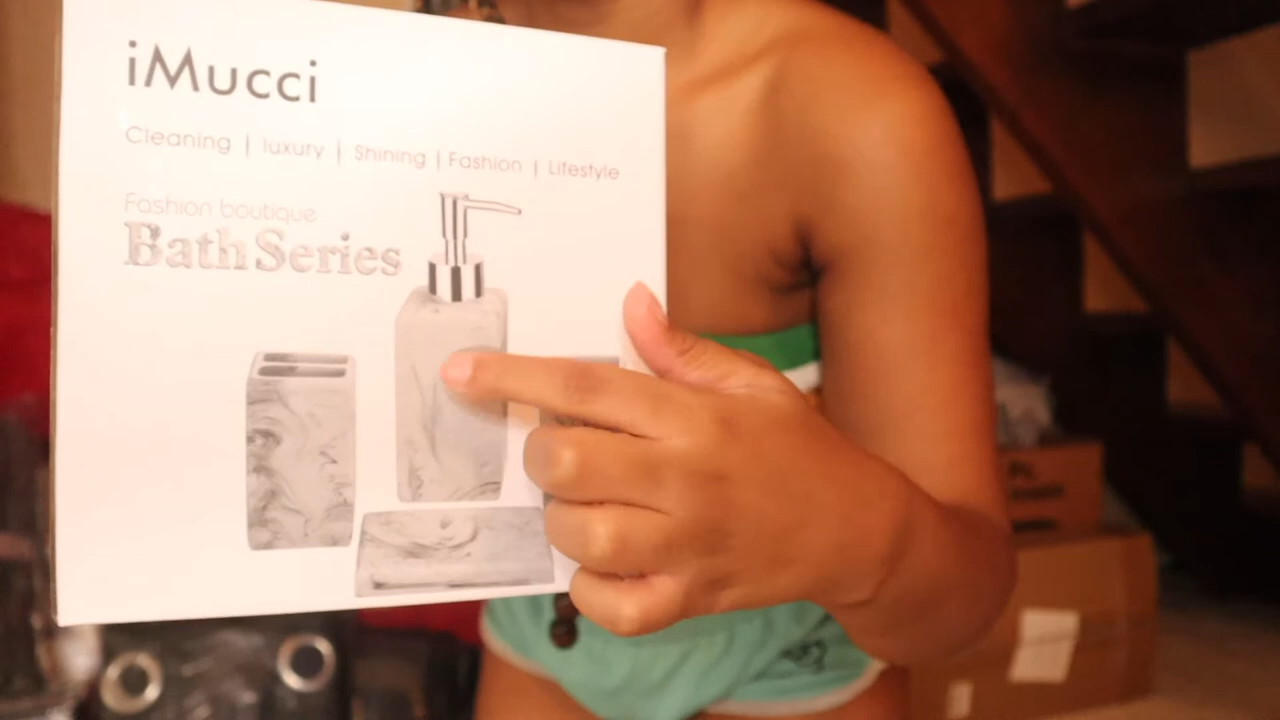 iMucci
Cleaning | luxury | Shining | Fashion | Lifestyle
Fashion boutique
Bath Series